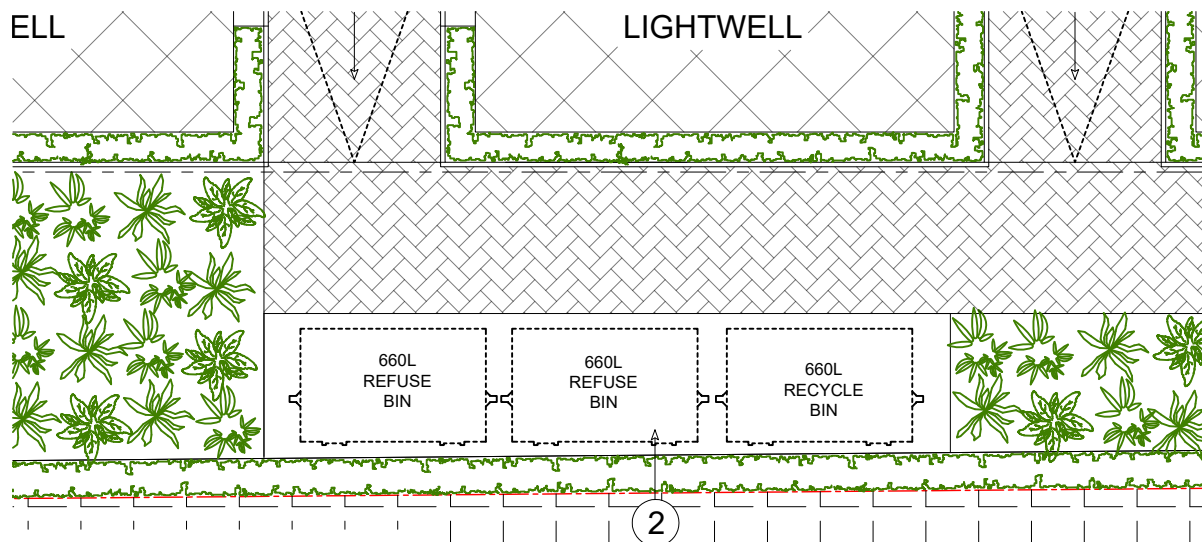 ELL
LIGHTWELL
660L
REFUSE
BIN
660L
REFUSE
BIN
660L
RECYCLE
BIN
2